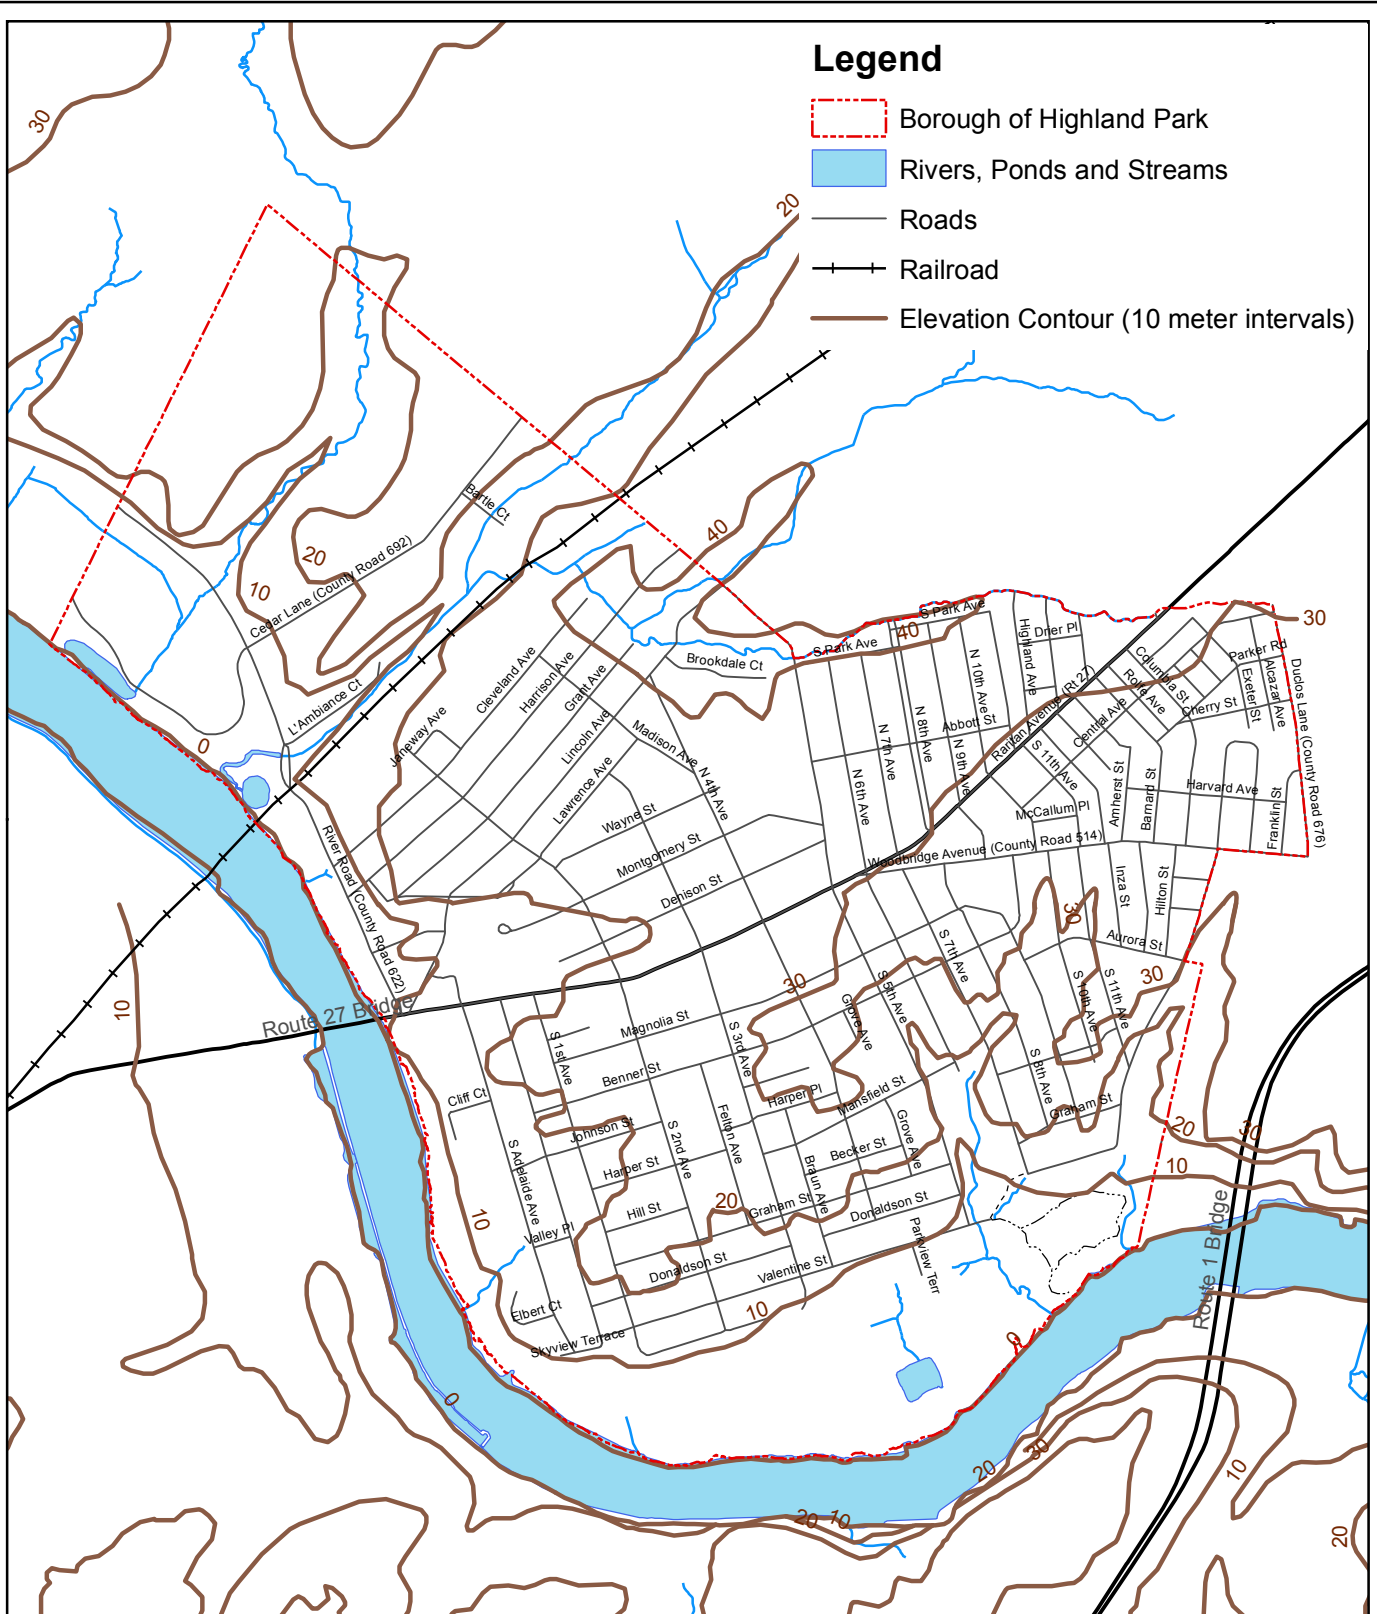 Legend
Borough of Highland Park
Rivers, Ponds and Streams
Roads
Railroad
Elevation Contour (10 meter intervals)
30
20
40
20
10
Bartle Ct
Cedar Lane (County Road 692)
L'Ambiance Ct
0
Janeway Ave
Cleveland Ave
Harrison Ave
Grant Ave
Lincoln Ave
Lawrence Ave
Madison Ave
N 4th Ave
Brookdale Ct
S Park Ave
S Park Ave
40
Highland Ave
Drier Pl
N 10th Ave
Abbott St
N 9th Ave
N 8th Ave
N 7th Ave
N 6th Ave
Raritan Avenue (Rt 27)
Columbia St
Rolfe Ave
Central Ave
S 11th Ave
Cherry St
Parker Rd
Exeter St
Alcazar Ave
Duclos Lane (County Road 676)
30
Harvard Ave
Franklin St
Amherst St
Barnard St
McCallum Pl
Woodbridge Avenue (County Road 514)
Wayne St
Montgomery St
Denison St
River Road (County Road 622)
Route 27 Bridge
10
Inza St
Hilton St
Aurora St
30
30
S 7th Ave
S 5th Ave
S 10th Ave
S 11th Ave
S 8th Ave
Graham St
30
Magnolia St
Benner St
S 1st Ave
S 3rd Ave
Grove Ave
Harper Pl
Mansfield St
Cliff Ct
Johnson St
Harper St
Hill St
S 2nd Ave
Felton Ave
Becker St
Grove Ave
Braun Ave
Graham St
20
Donaldson St
Donaldson St
Valentine St
Parkview Terr
S Adelaide Ave
Valley Pl
10
Elbert Ct
Skyview Terrace
10
20
30
10
Route 1 Bridge
0
0
20
30
10
20
10
20